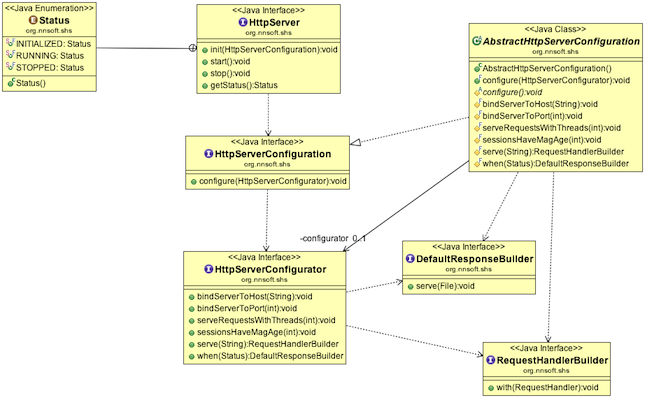 <<Java Enumeration>>
Status
org.nnsoft.shs
INITIALIZED: Status
RUNNING: Status
STOPPED: Status
Status()
<<Java Interface>>
HttpServer
org.nnsoft.shs
init(HttpServerConfiguration):void
start():void
stop():void
getStatus():Status
<<Java Class>>
AbstractHttpServerConfiguration
org.nnsoft.shs
AbstractHttpServerConfiguration()
configure(HttpServerConfigurator):void
configure():void
bindServerToHost(String):void
bindServerToPort(int):void
serveRequestsWithThreads(int):void
sessionsHaveMagAge(int):void
serve(String):RequestHandlerBuilder
when(Status):DefaultResponseBuilder
<<Java Interface>>
HttpServerConfiguration
org.nnsoft.shs
configure(HttpServerConfigurator):void
-configurator 0..1
<<Java Interface>>
HttpServerConfigurator
org.nnsoft.shs
bindServerToHost(String):void
bindServerToPort(int):void
serveRequestsWithThreads(int):void
sessionsHaveMagAge(int):void
serve(String):RequestHandlerBuilder
when(Status):DefaultResponseBuilder
<<Java Interface>>
DefaultResponseBuilder
org.nnsoft.shs
serve(File):void
<<Java Interface>>
RequestHandlerBuilder
org.nnsoft.shs
with(RequestHandler):void